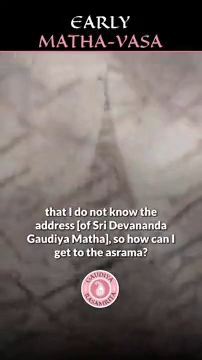 EARLY
MATHA-VASA
that I do not know the
address [of Sri Devananda
Gaudiya Matha], so how can I
get to the asrama?
GAUDIYA
RASAMRITA